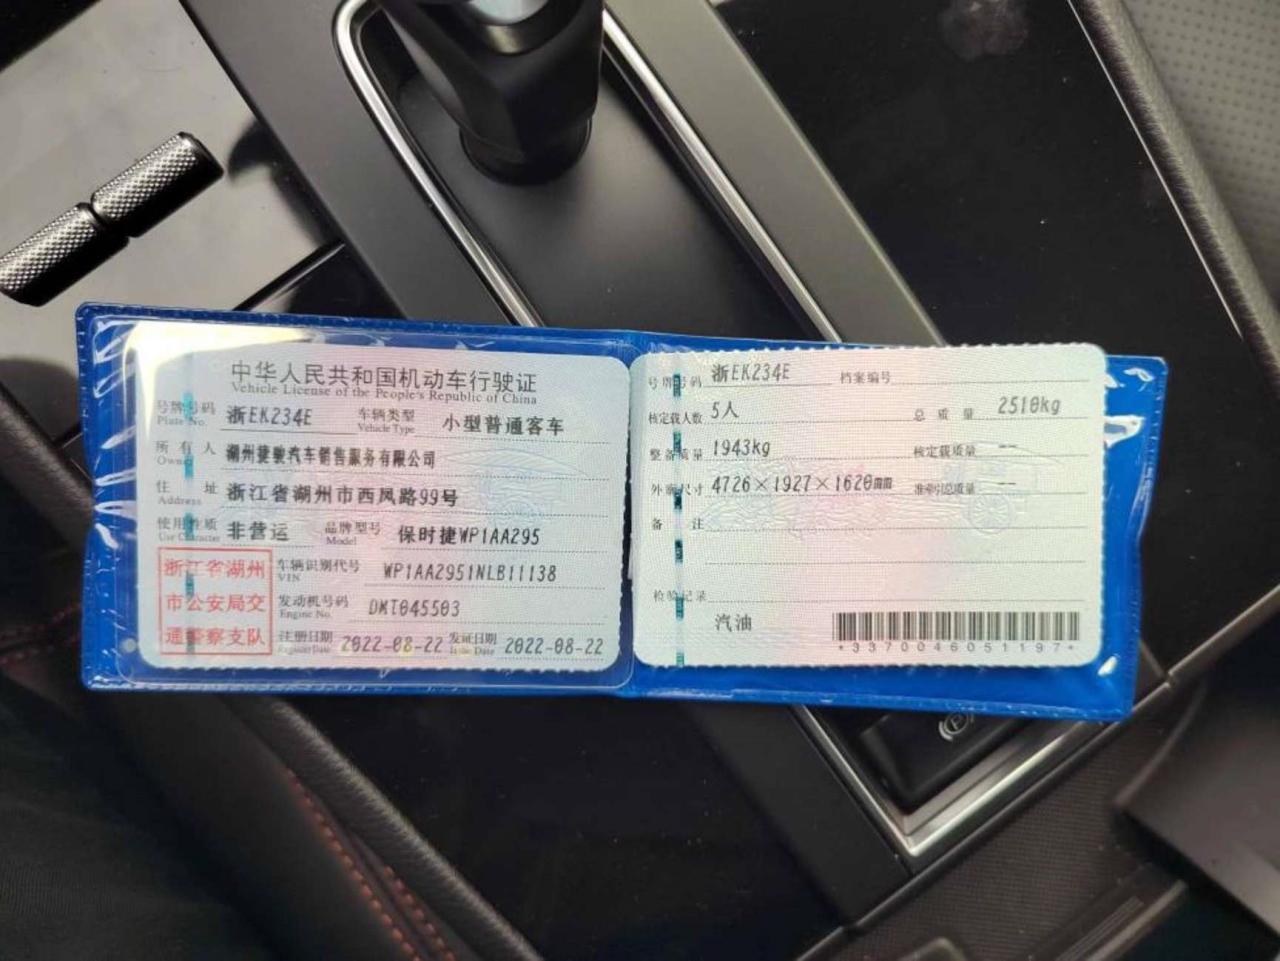 中华人民共和国机动车行驶证
Vehicle License of the People's Republic of China
号牌号码 浙EK234E 车辆类型 小型普通客车
Plate No. Vehicle Type
所有人 湖州捷骏汽车销售服务有限公司
Owner
住址 浙江省湖州市西凤路99号
Address
使用性质 非营运 品牌型号 保时捷WP1AA295
Use Character Model
浙江省湖州市公安局交通警察支队
车辆识别代号 WP1AA2951NLB11138
VIN
发动机号码 DMT045503
Engine No.
注册日期 2022-08-22 发证日期 2022-08-22
Register Date Issue Date
号牌号码 浙EK234E 档案编号
核定载人数 5人 总质量 2510kg
整备质量 1943kg 核定载质量 --
外廓尺寸 4726×1927×1620mm 准牵引总质量 --
备注
检验记录
汽油
*3370046051197*